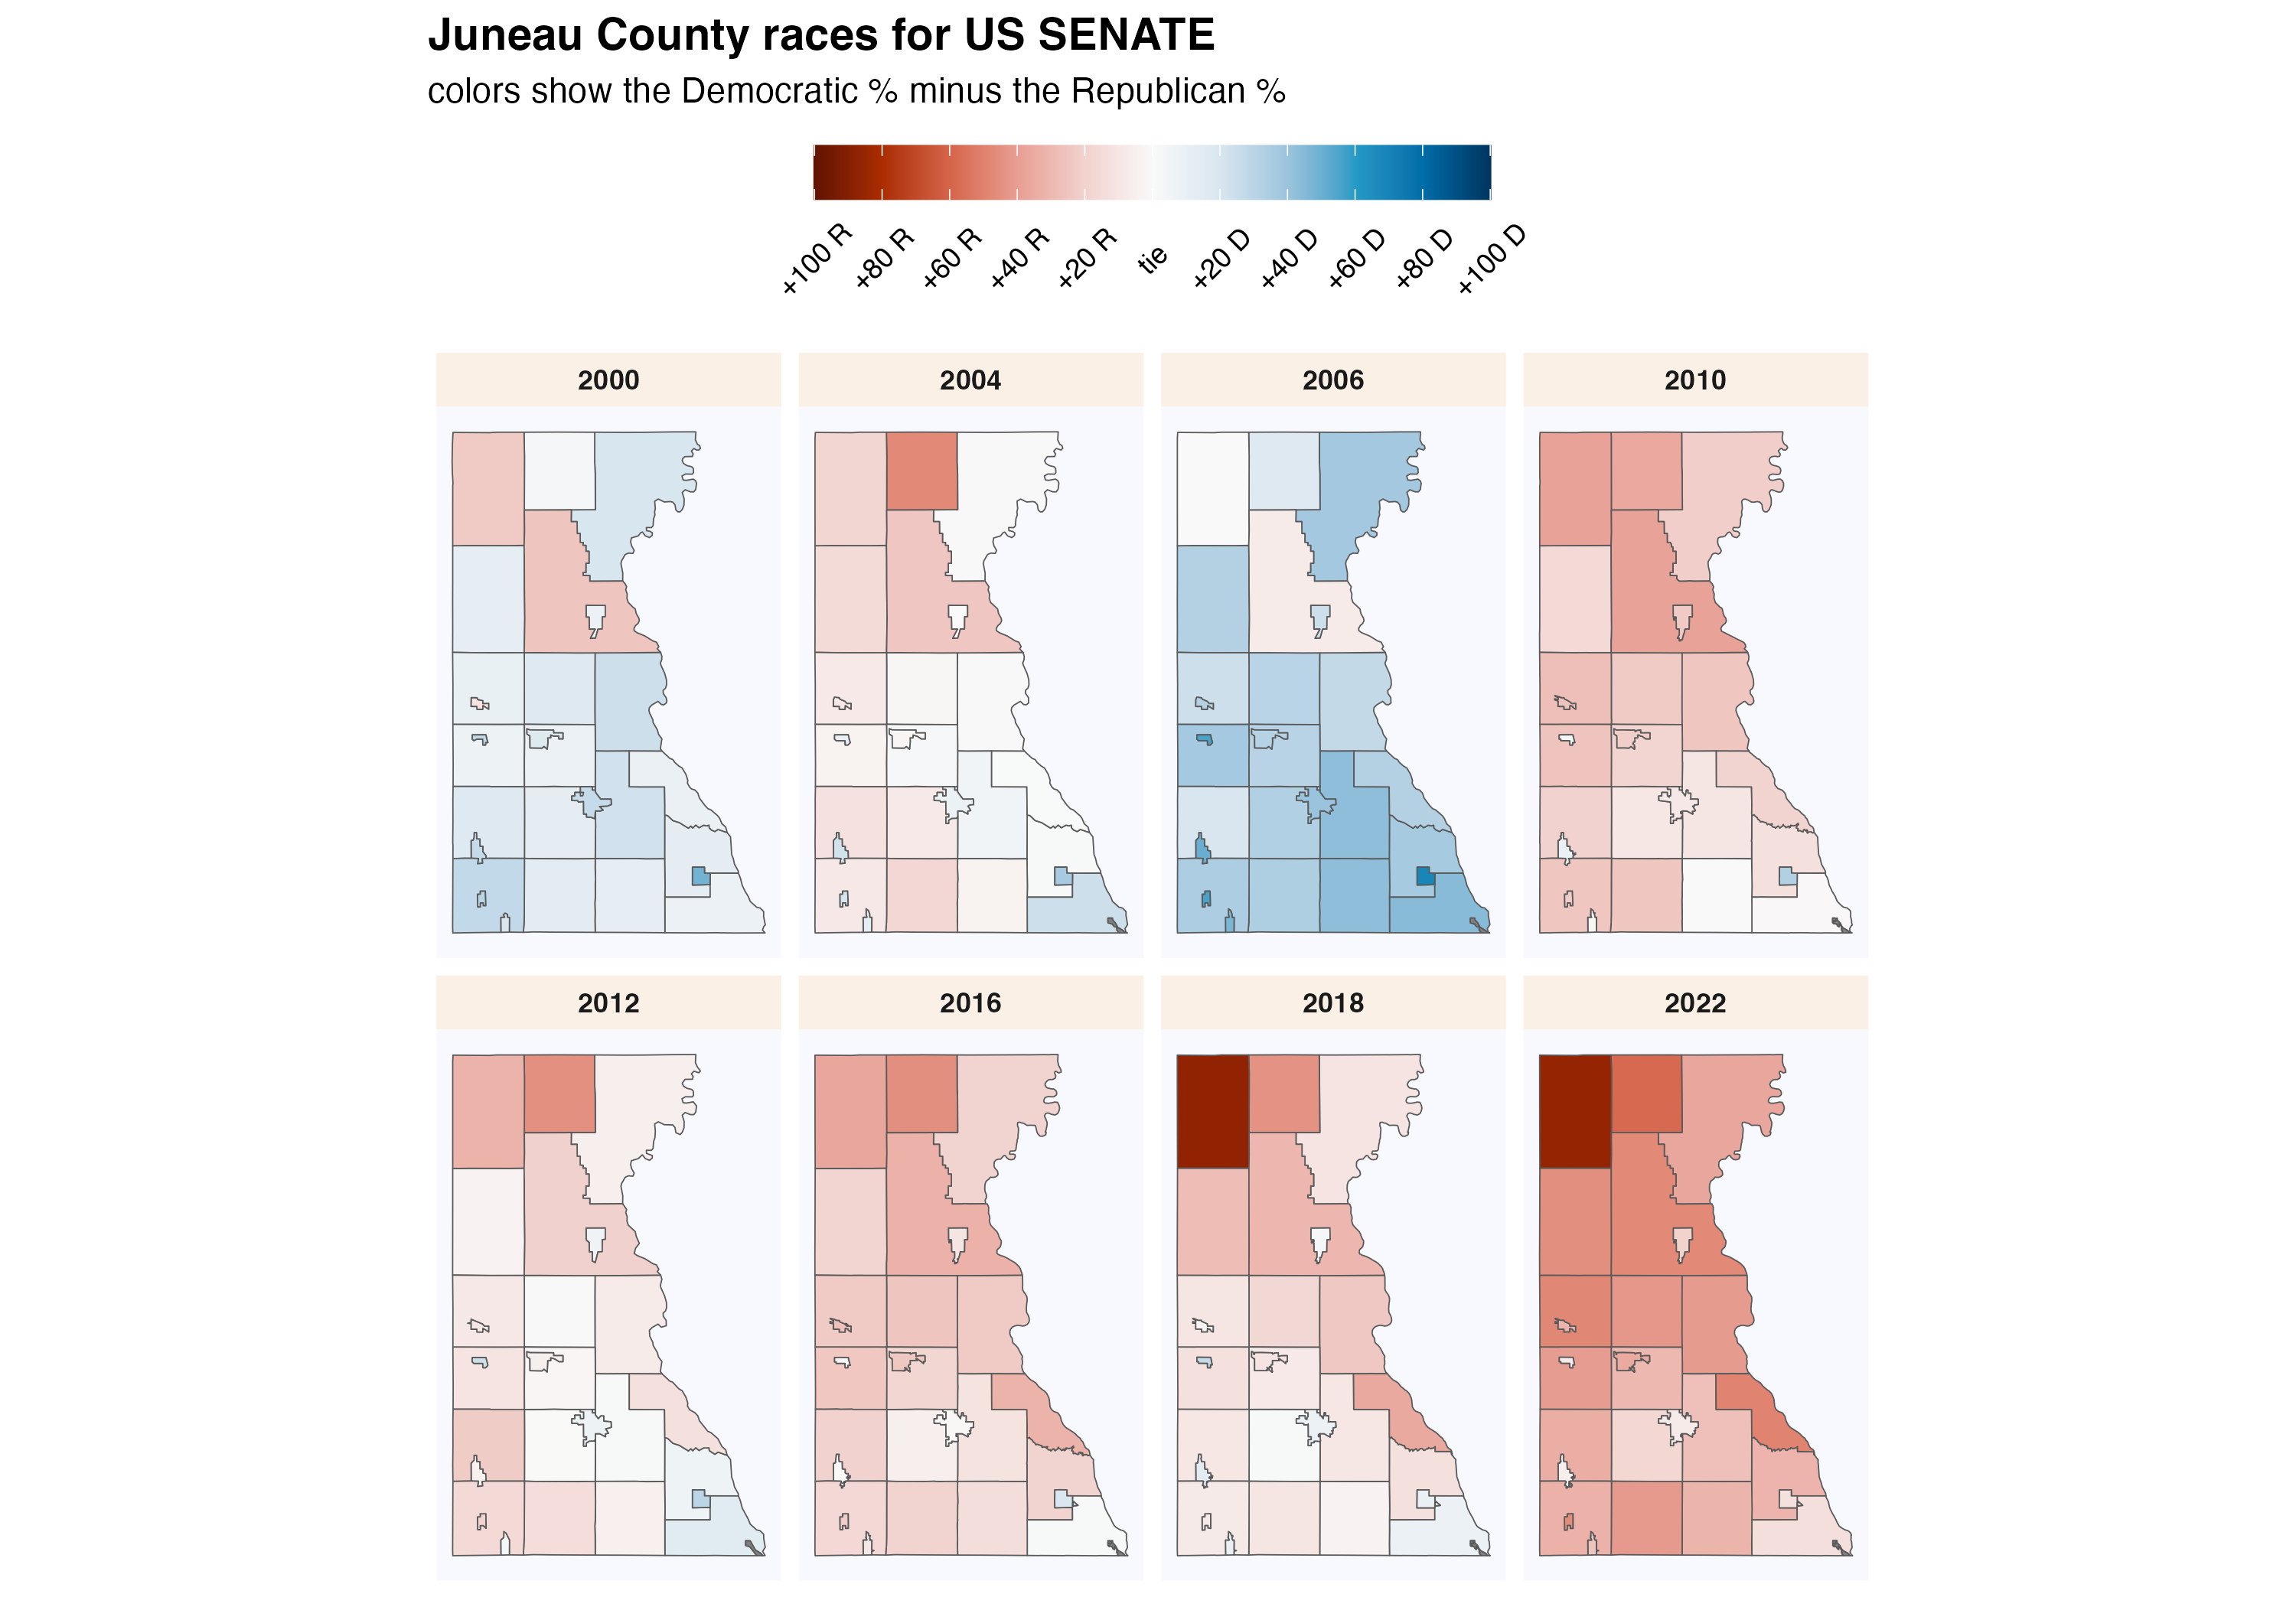 Juneau County races for US SENATE
colors show the Democratic % minus the Republican %
+100 R
+80 R
+60 R
+40 R
+20 R
tie
+20 D
+40 D
+60 D
+80 D
+100 D
2000
2004
2006
2010
2012
2016
2018
2022